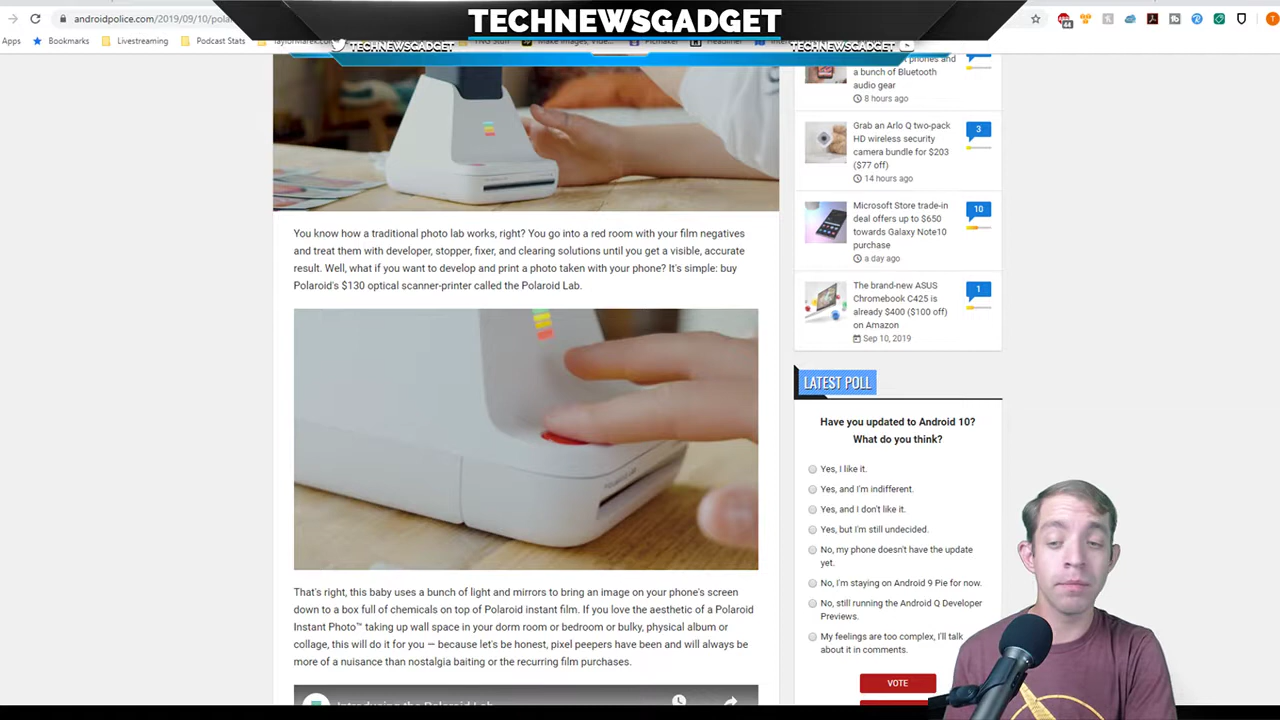 androidpolice.com/2019/09/10/pola
TECHNEWSGADGET
Apps
Bookmarks
Livestreaming
Podcast Stats
TECHNEWSGADGET
TECHNEWSGADGET
You know how a traditional photo lab works, right? You go into a red room with your film negatives
and treat them with developer, stopper, fixer, and clearing solutions until you get a visible, accurate
result. Well, what if you want to develop and print a photo taken with your phone? It's simple: buy
Polaroid's $130 optical scanner-printer called the Polaroid Lab.
That's right, this baby uses a bunch of light and mirrors to bring an image on your phone's screen
down to a box full of chemicals on top of Polaroid instant film. If you love the aesthetic of a Polaroid
Instant Photo™ taking up wall space in your dorm room or bedroom or bulky, physical album or
collage, this will do it for you — because let's be honest, pixel peepers have been and will always be
more of a nuisance than nostalgia baiting or the recurring film purchases.
Introducing the Polaroid Lab
phones and
a bunch of Bluetooth
audio gear
8 hours ago
Grab an Arlo Q two-pack
HD wireless security
camera bundle for $203
($77 off)
14 hours ago
3
Microsoft Store trade-in
deal offers up to $650
towards Galaxy Note10
purchase
a day ago
10
The brand-new ASUS
Chromebook C425 is
already $400 ($100 off)
on Amazon
Sep 10, 2019
1
LATEST POLL
Have you updated to Android 10?
What do you think?
Yes, I like it.
Yes, and I'm indifferent.
Yes, and I don't like it.
Yes, but I'm still undecided.
No, my phone doesn't have the update
yet.
No, I'm staying on Android 9 Pie for now.
No, still running the Android Q Developer
Previews.
My feelings are too complex, I'll talk
about it in comments.
VOTE